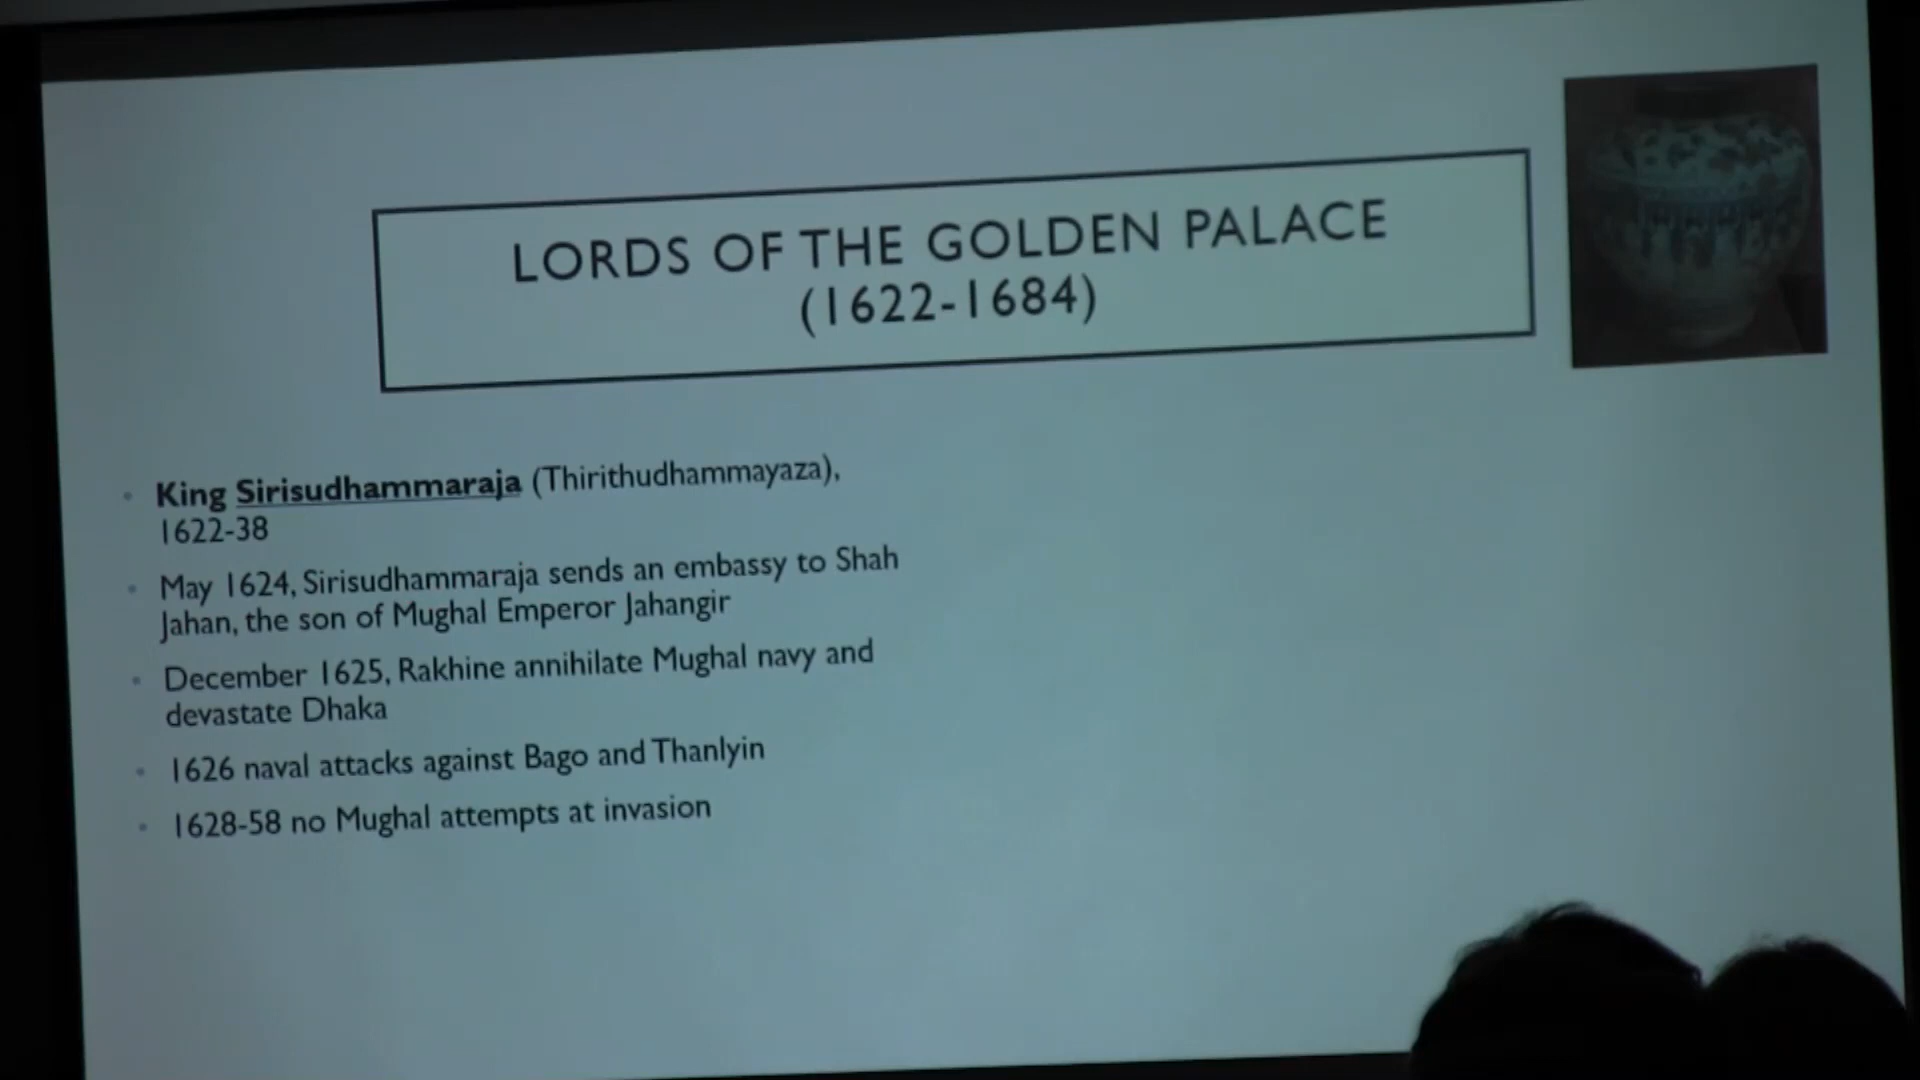 LORDS OF THE GOLDEN PALACE
(1622-1684)
• King Sirisudhammaraja (Thirithudhammayaza),
1622-38
• May 1624, Sirisudhammaraja sends an embassy to Shah
Jahan, the son of Mughal Emperor Jahangir
• December 1625, Rakhine annihilate Mughal navy and
devastate Dhaka
• 1626 naval attacks against Bago and Thanlyin
• 1628-58 no Mughal attempts at invasion